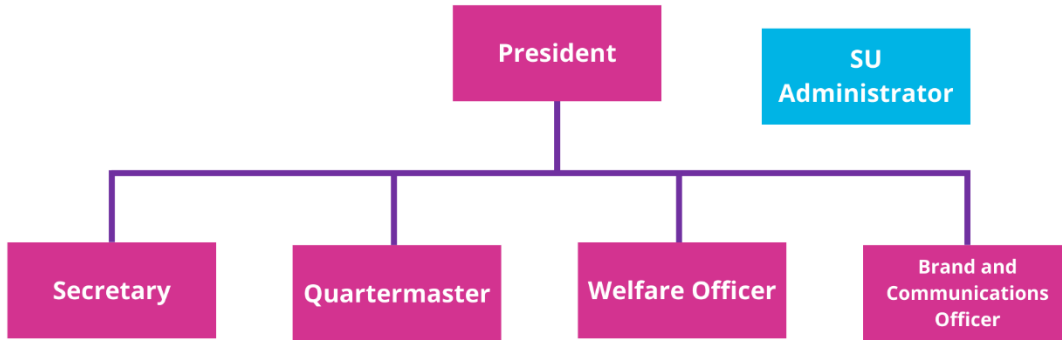 President
SU
Administrator
Secretary
Quartermaster
Welfare Officer
Brand and
Communications
Officer